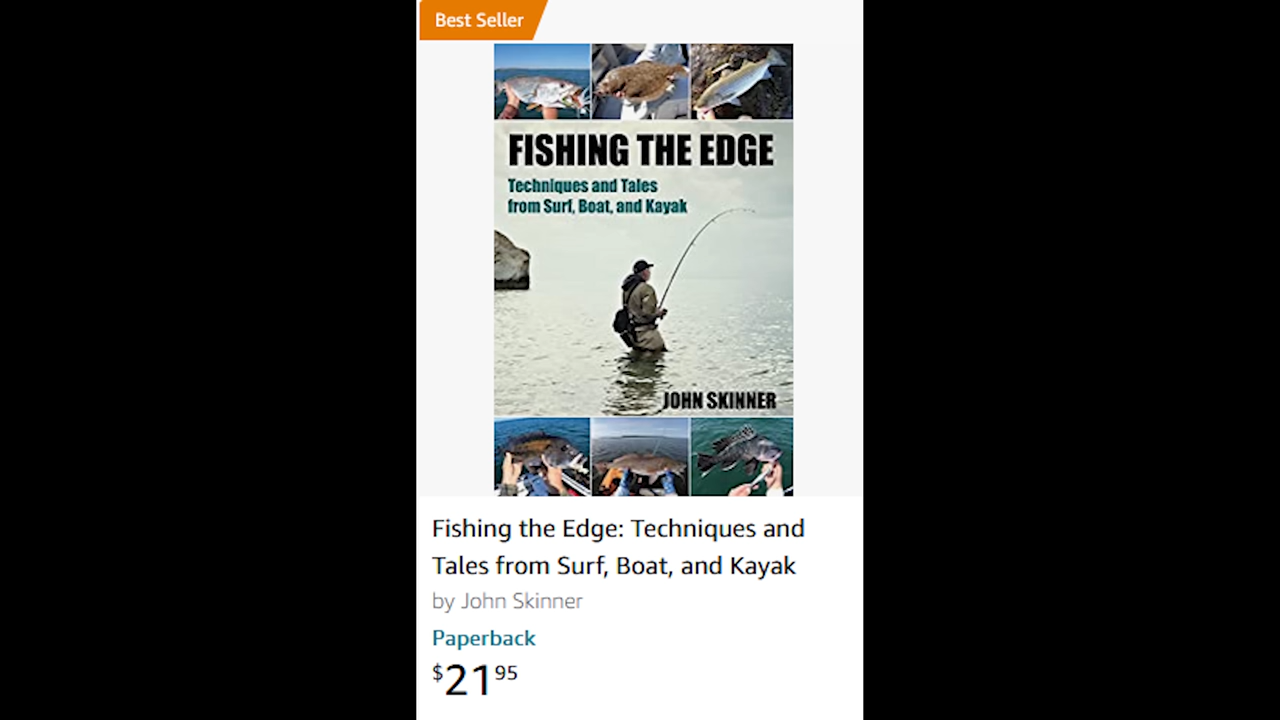 Best Seller
FISHING THE EDGE
Techniques and Tales
from Surf, Boat, and Kayak
JOHN SKINNER
Fishing the Edge: Techniques and
Tales from Surf, Boat, and Kayak
by John Skinner
Paperback
$21 95